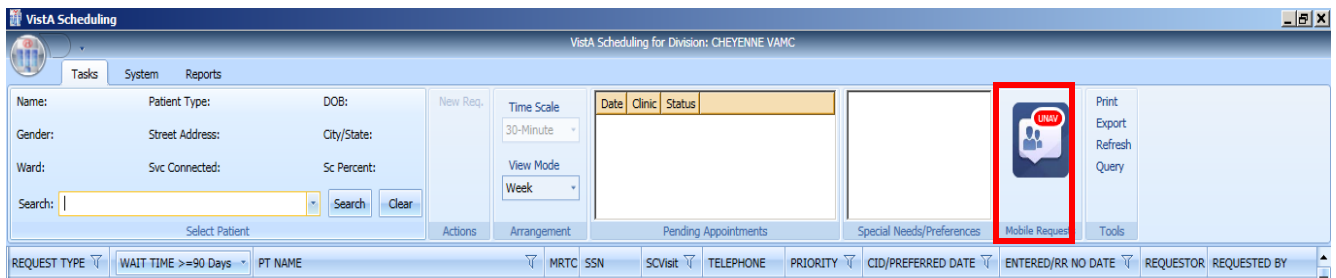 VistA Scheduling
VistA Scheduling for Division: CHEYENNE VAMC
Tasks System Reports
Name: Patient Type: DOB:
Gender: Street Address: City/State:
Ward: Svc Connected: Sc Percent:
Search: Search Clear
Select Patient
New Req.
Actions
Time Scale
30-Minute
View Mode
Week
Arrangement
Date Clinic Status
Pending Appointments
Special Needs/Preferences
UNAV
Mobile Request
Print
Export
Refresh
Query
Tools
REQUEST TYPE WAIT TIME >=90 Days PT NAME MRTC SSN SCVisit TELEPHONE PRIORITY CID/PREFERRED DATE ENTERED/RR NO DATE REQUESTOR REQUESTED BY